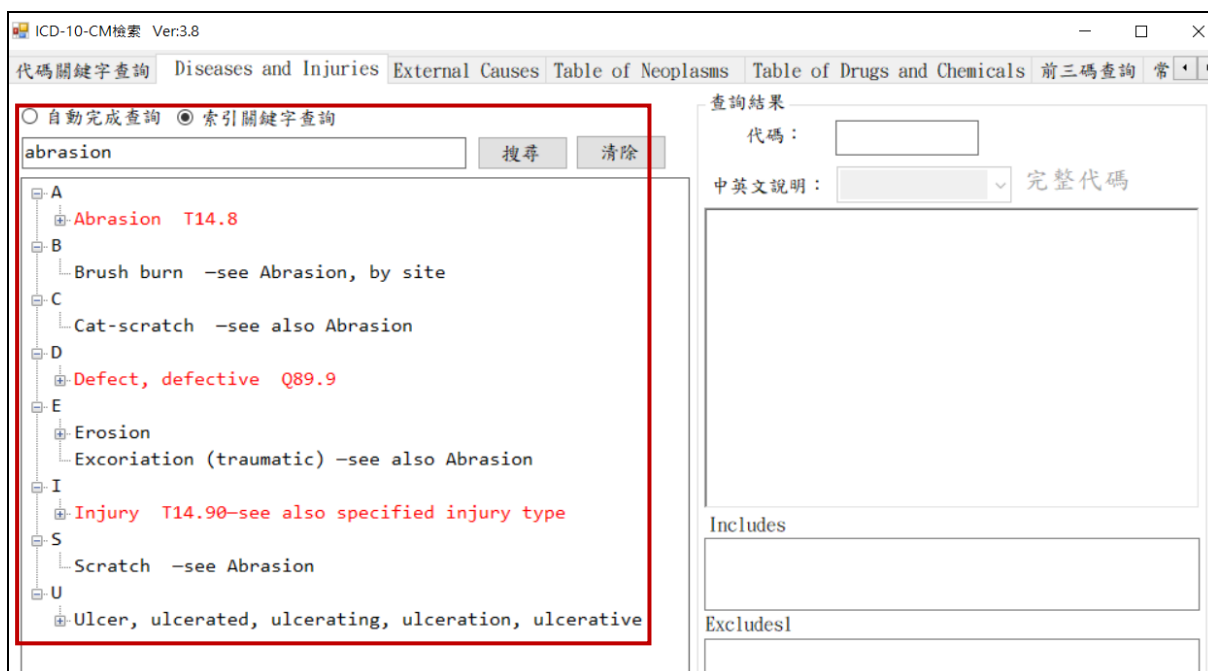 ICD-10-CM檢索 Ver:3.8
代碼關鍵字查詢 Diseases and Injuries External Causes Table of Neoplasms Table of Drugs and Chemicals 前三碼查詢 常
自動完成查詢 索引關鍵字查詢
abrasion 搜尋 清除
A
Abrasion T14.8
B
Brush burn —see Abrasion, by site
C
Cat-scratch —see also Abrasion
D
Defect, defective Q89.9
E
Erosion
Excoriation (traumatic) —see also Abrasion
I
Injury T14.90—see also specified injury type
S
Scratch —see Abrasion
U
Ulcer, ulcerated, ulcerating, ulceration, ulcerative
查詢結果
代碼：
中英文說明： 完整代碼
Includes
Excludes1